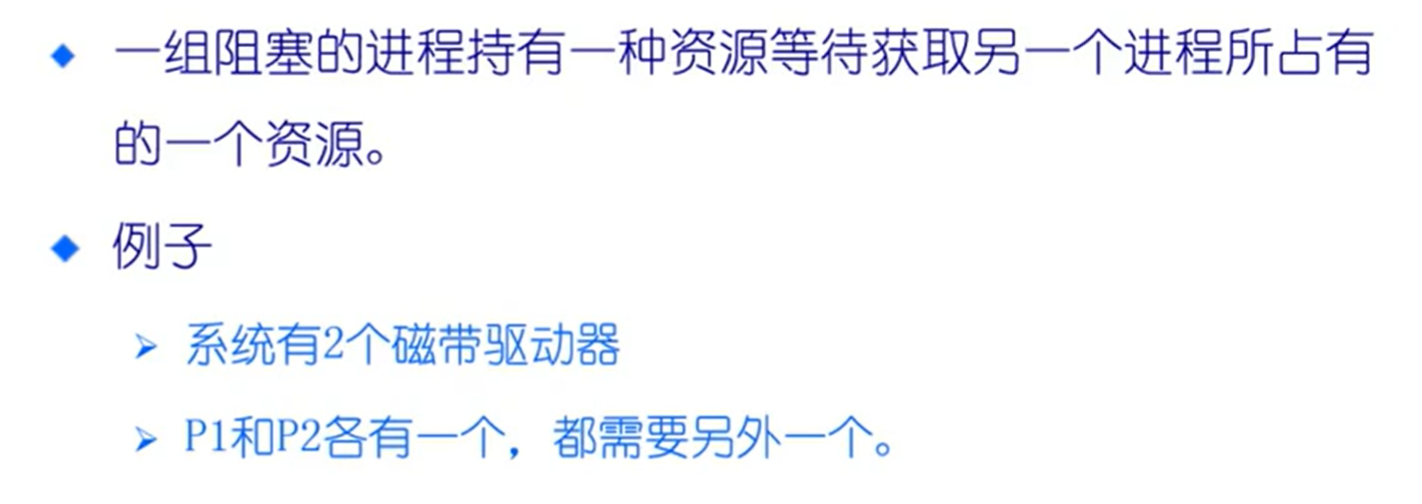 一组阻塞的进程持有一种资源等待获取另一个进程所占有
的一个资源。
例子
系统有2个磁带驱动器
P1和P2各有一个，都需要另外一个。